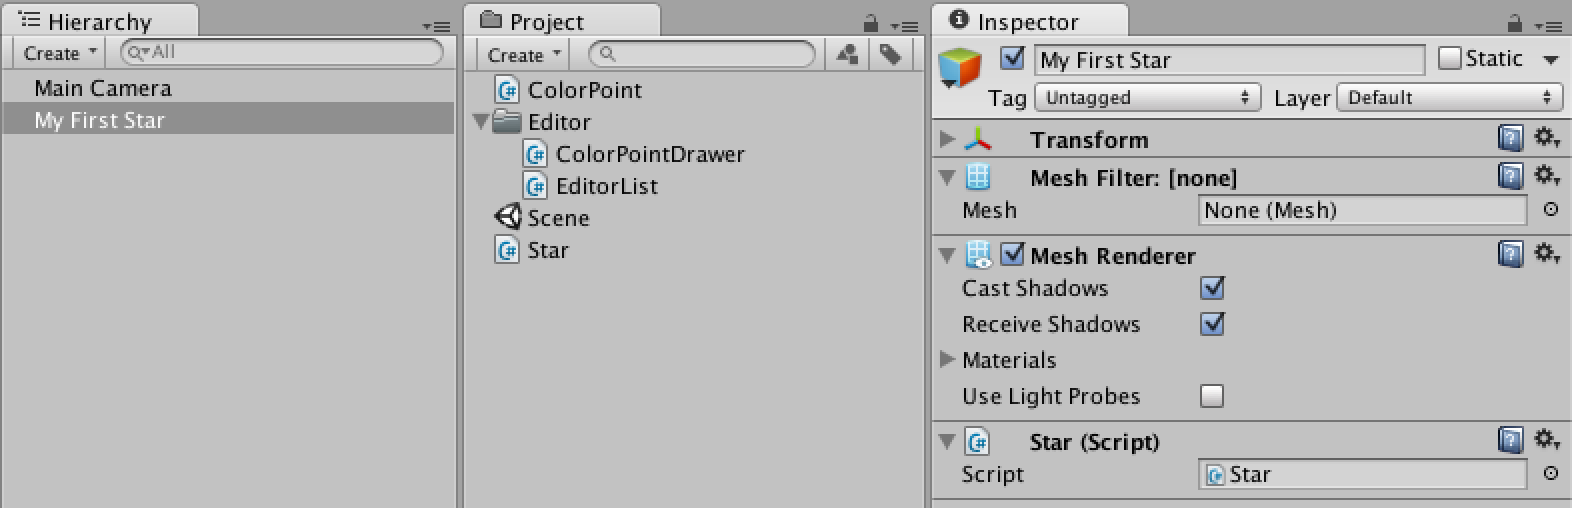 Hierarchy
Create
All
Main Camera
My First Star
Project
Create
ColorPoint
Editor
ColorPointDrawer
EditorList
Scene
Star
Inspector
My First Star
Static
Tag Untagged Layer Default
Transform
Mesh Filter: [none]
Mesh None (Mesh)
Mesh Renderer
Cast Shadows
Receive Shadows
Materials
Use Light Probes
Star (Script)
Script Star